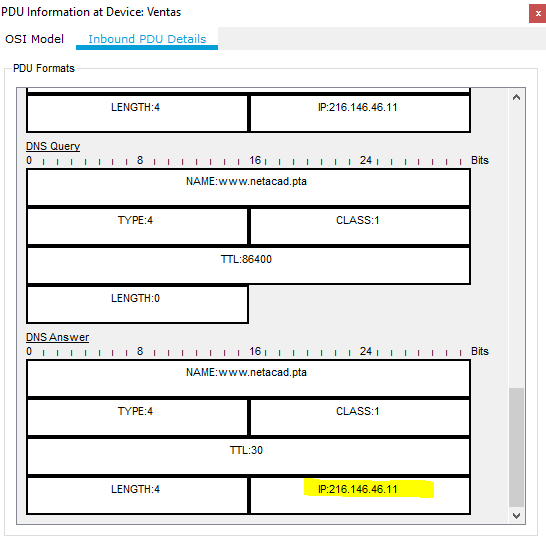 PDU Information at Device: Ventas
x
OSI Model Inbound PDU Details
PDU Formats
LENGTH:4 IP:216.146.46.11
DNS Query
0 8 16 24 Bits
NAME:www.netacad.pta
TYPE:4 CLASS:1
TTL:86400
LENGTH:0
DNS Answer
0 8 16 24 Bits
NAME:www.netacad.pta
TYPE:4 CLASS:1
TTL:30
LENGTH:4 IP:216.146.46.11